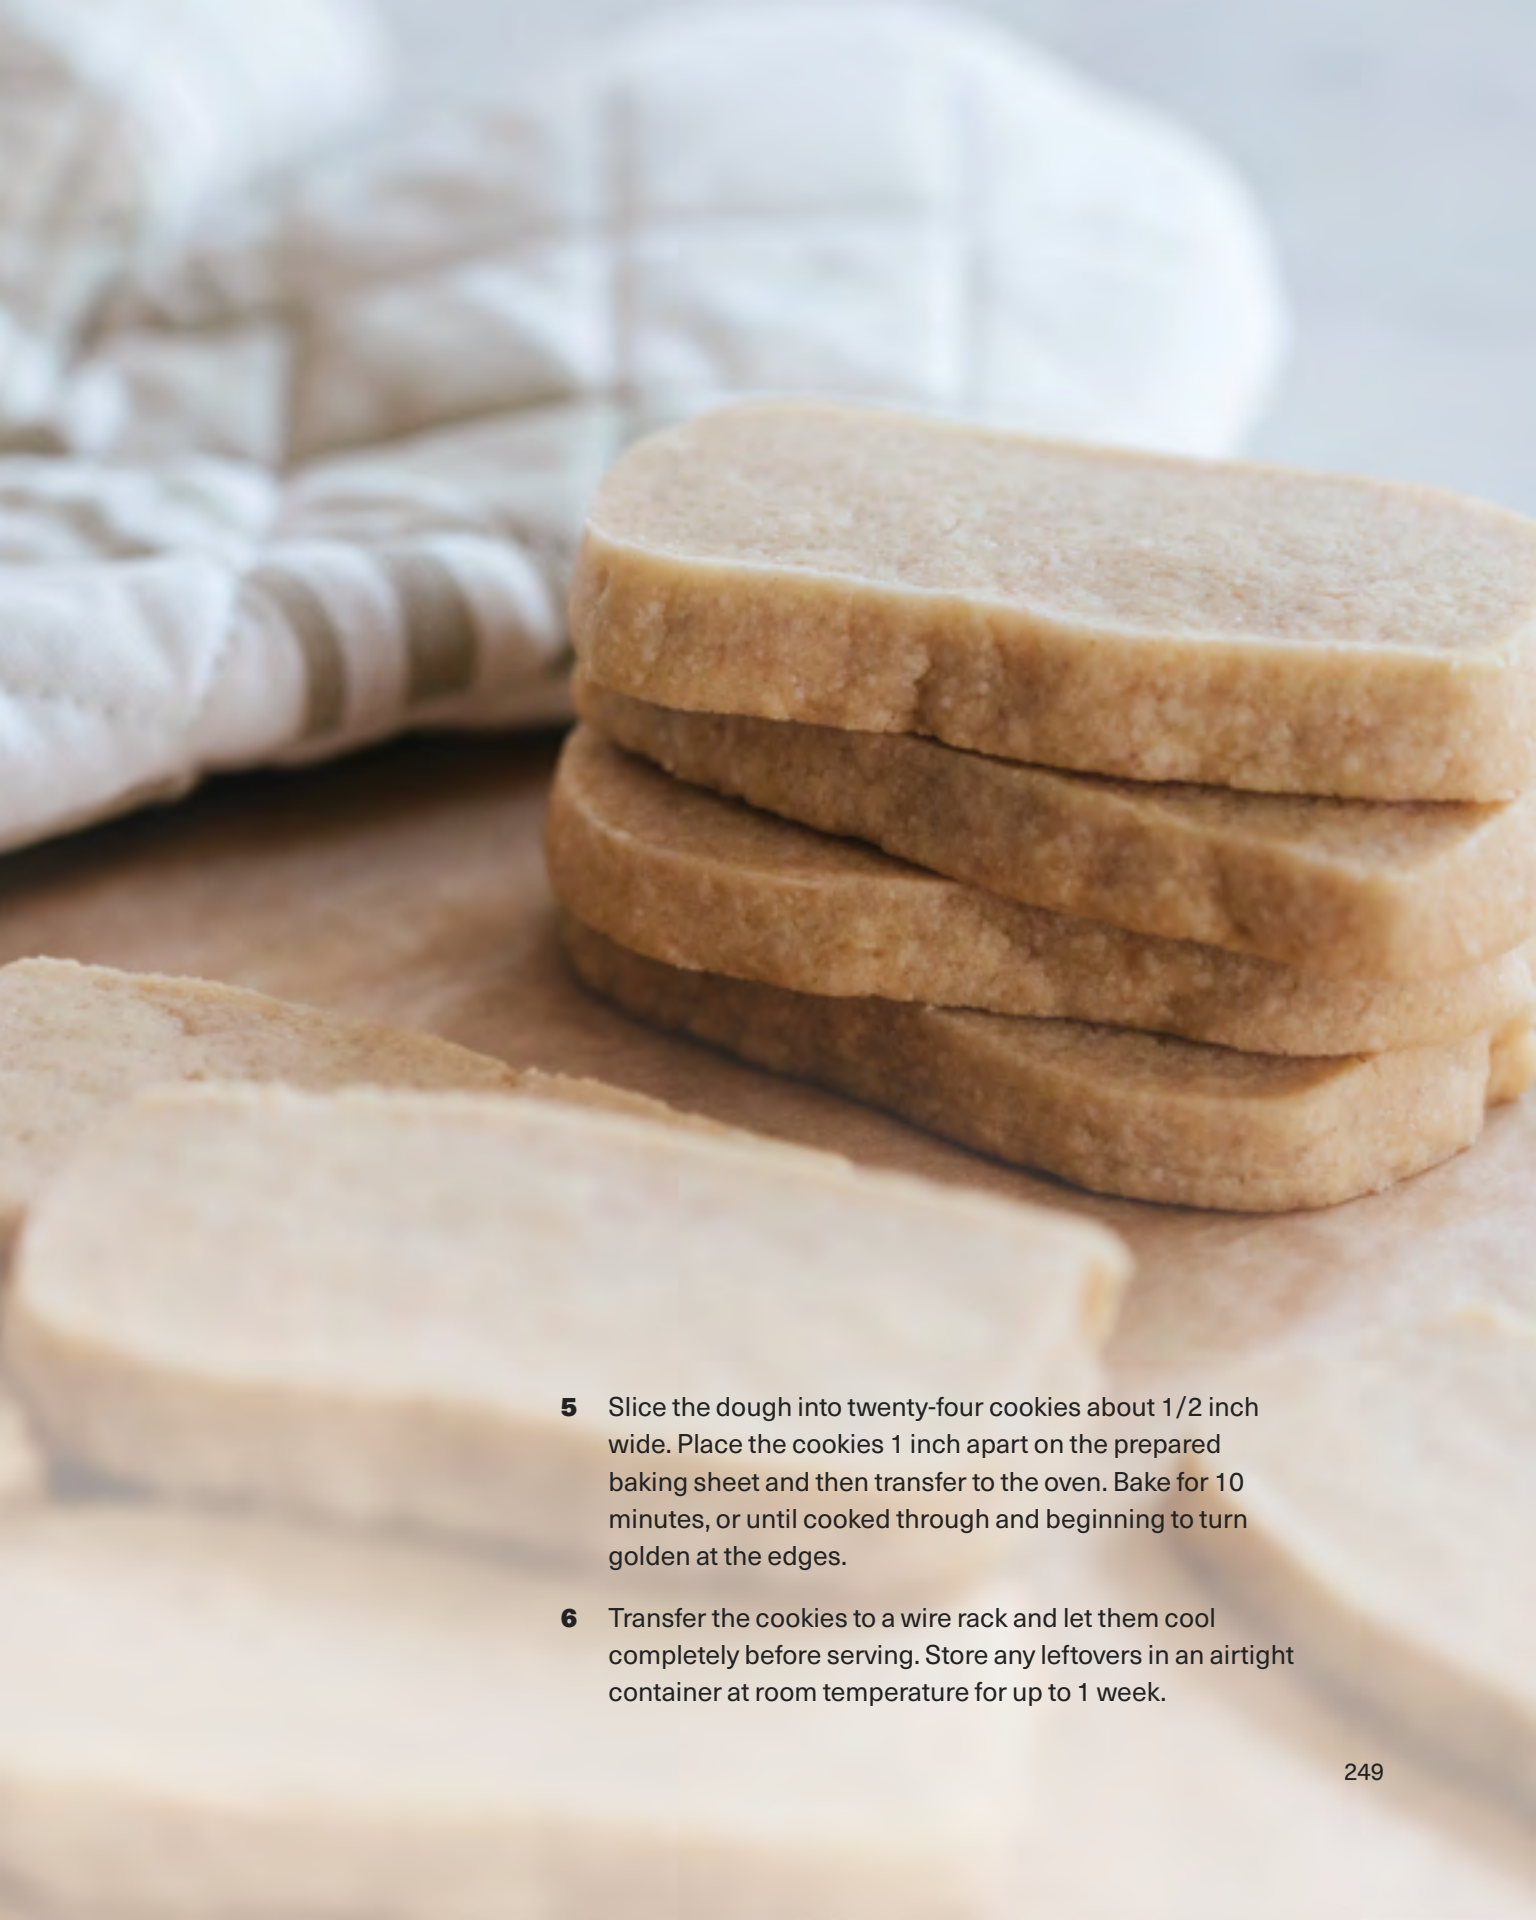 5 Slice the dough into twenty-four cookies about 1/2 inch
wide. Place the cookies 1 inch apart on the prepared
baking sheet and then transfer to the oven. Bake for 10
minutes, or until cooked through and beginning to turn
golden at the edges.
6 Transfer the cookies to a wire rack and let them cool
completely before serving. Store any leftovers in an airtight
container at room temperature for up to 1 week.
249